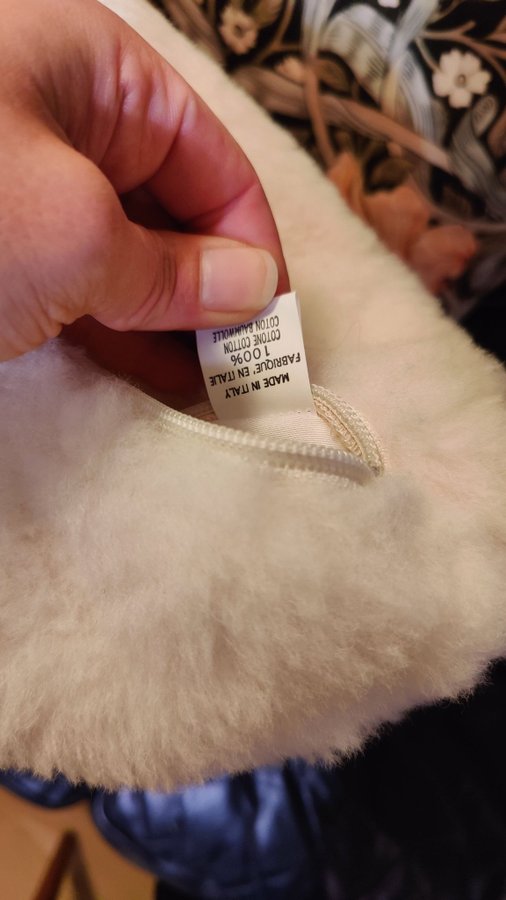 MADE IN ITALY
FABRIQUE' EN ITALIE
100%
COTONE COTTON
COTON BAUMWOLLE